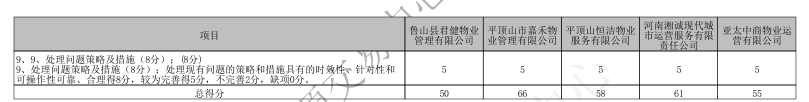 项目
鲁山县君健物业
管理有限公司
平顶山市嘉禾物
业管理有限公司
平顶山恒洁物业
服务有限公司
河南湘诚现代城
市运营服务有限
责任公司
亚太中商物业运
营有限公司
9、9、处理问题策略及措施（8分）；(8分)
9、处理问题策略及措施（8分）；处理现有问题的策略和措施具有的时效性、针对性和
可操作性可靠、合理得8分，较为完善得5分，不完善2分，缺项0分。
5
5
5
5
5
总得分
50
66
58
61
55
交易中心